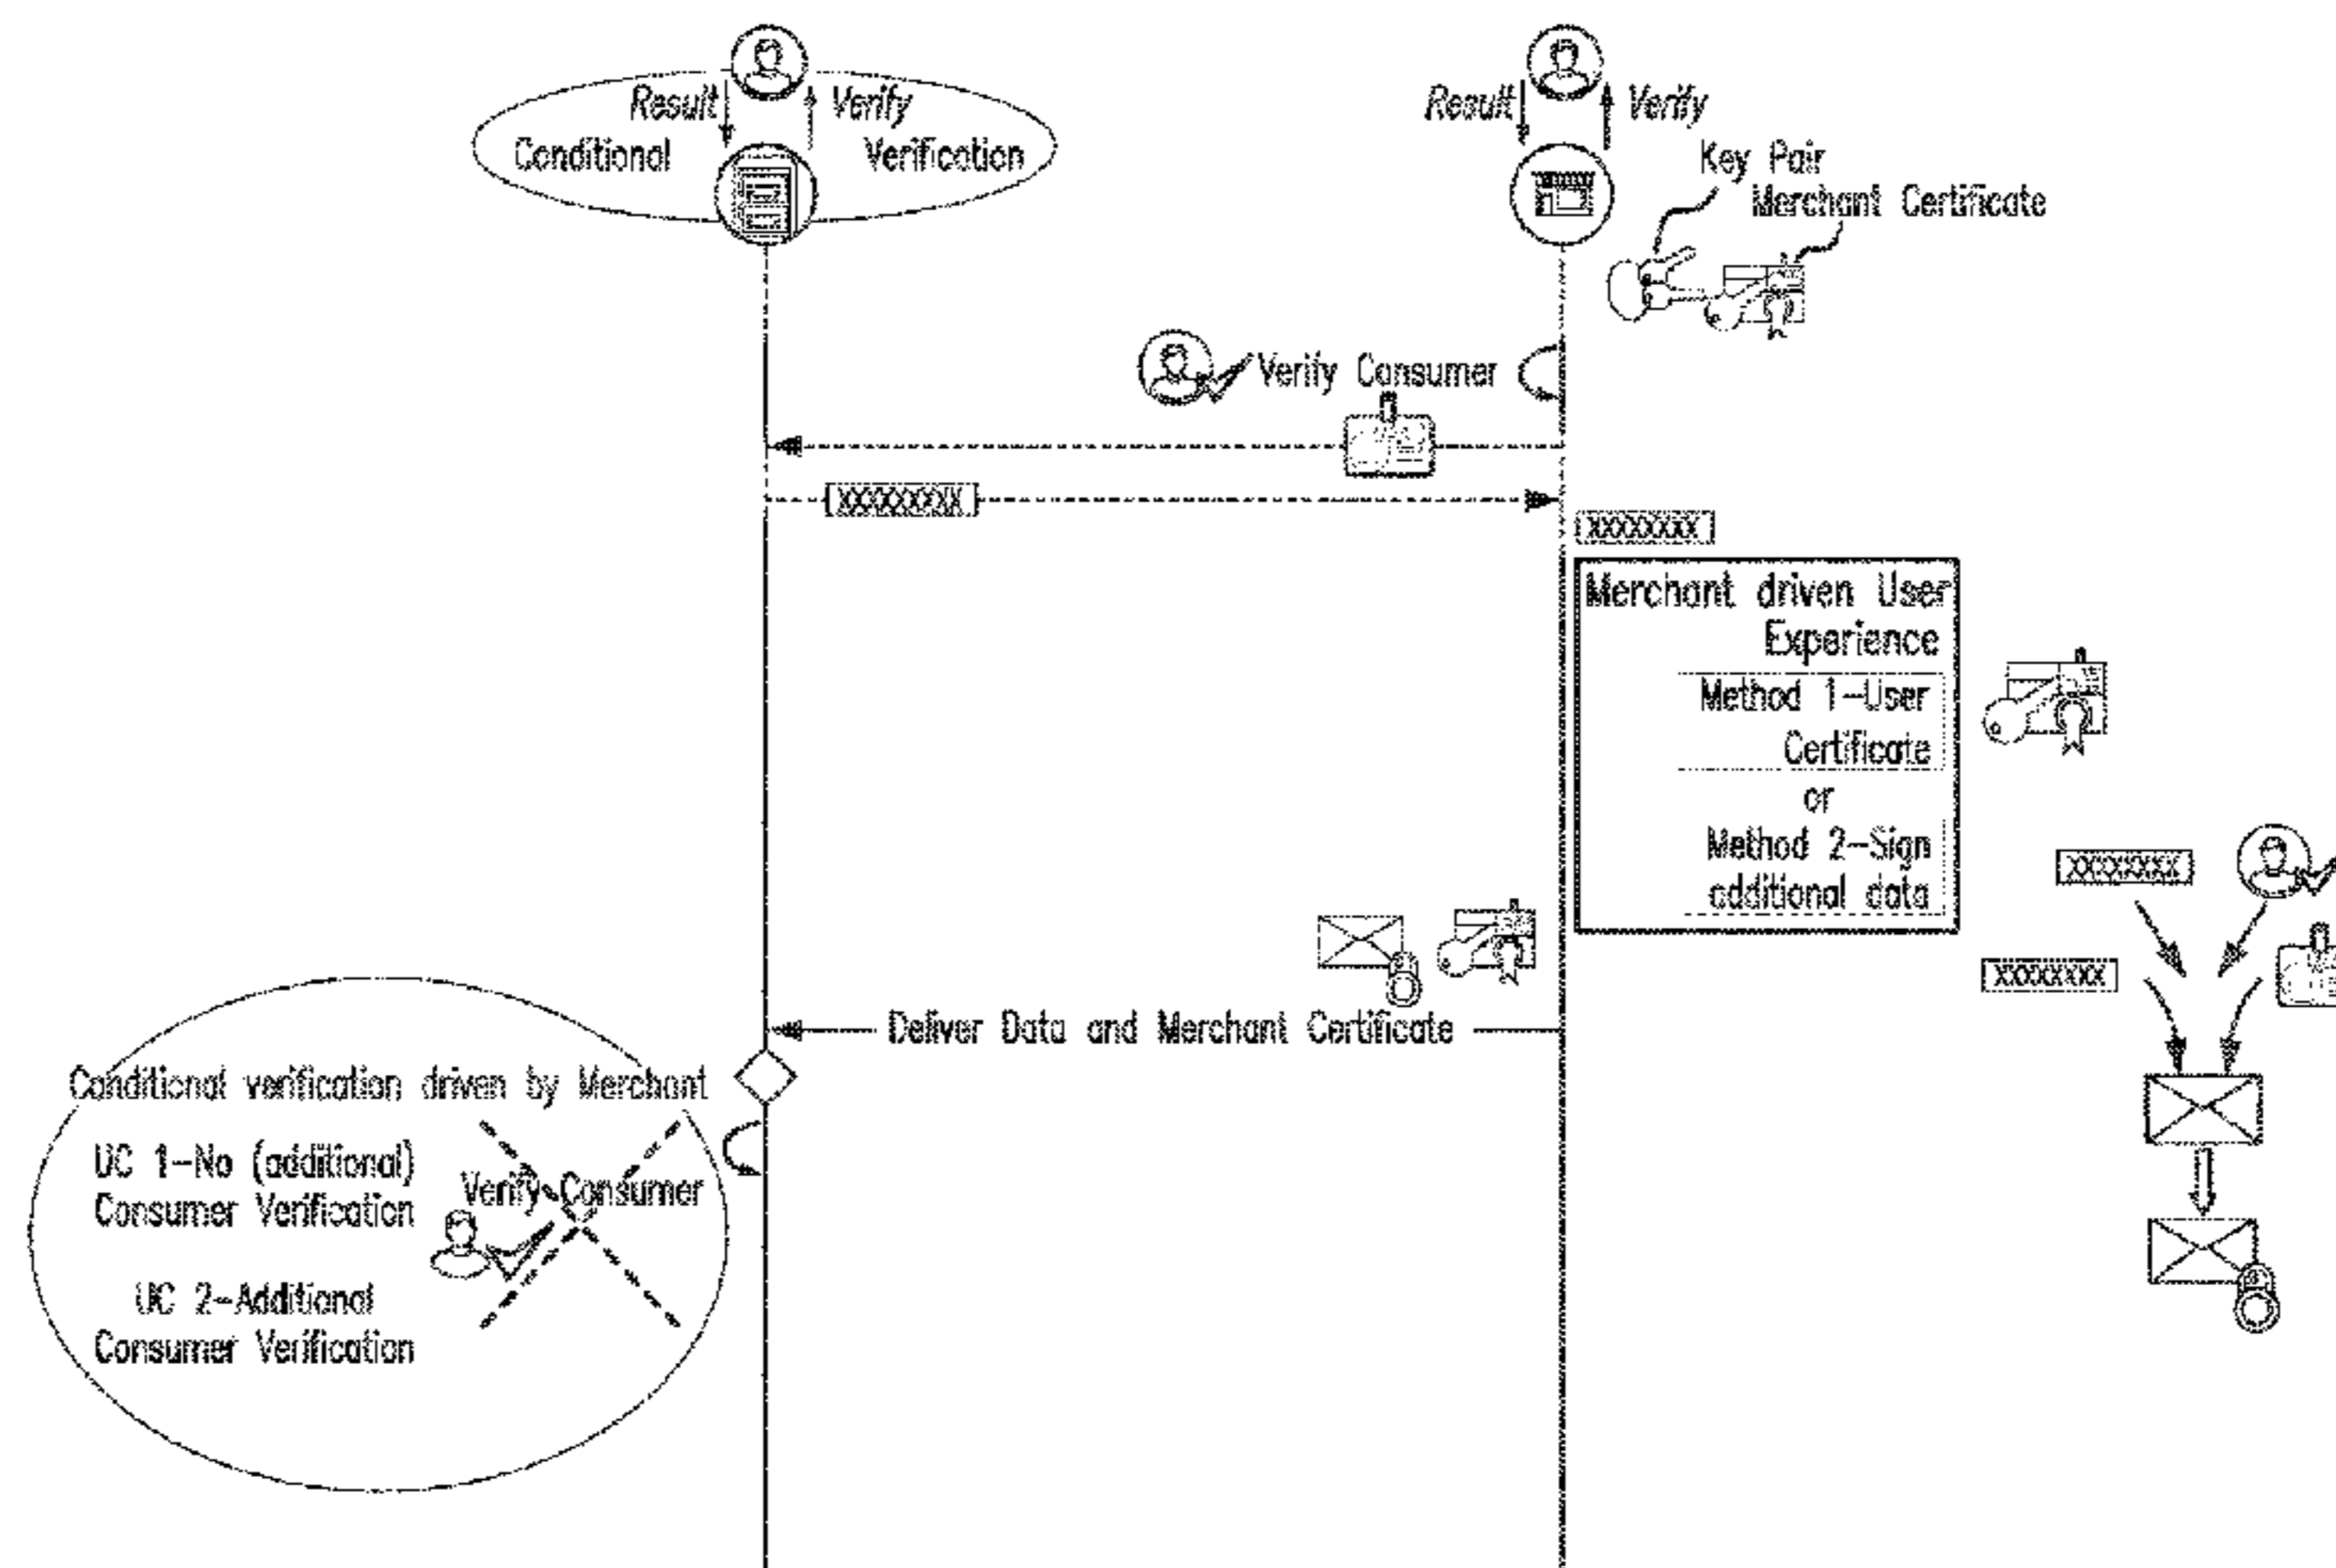 Result
Verify
Conditional
Verification
Result
Verify
Key Pair
Merchant Certificate
Verify Consumer
XXXXXXXX
Merchant driven User
Experience
Method 1-User
Certificate
or
Method 2-Sign
additional data
XXXXXXXX
XXXXXXXX
Deliver Data and Merchant Certificate
Conditional verification driven by Merchant
UC 1-No (additional)
Consumer Verification
Verify Consumer
UC 2-Additional
Consumer Verification